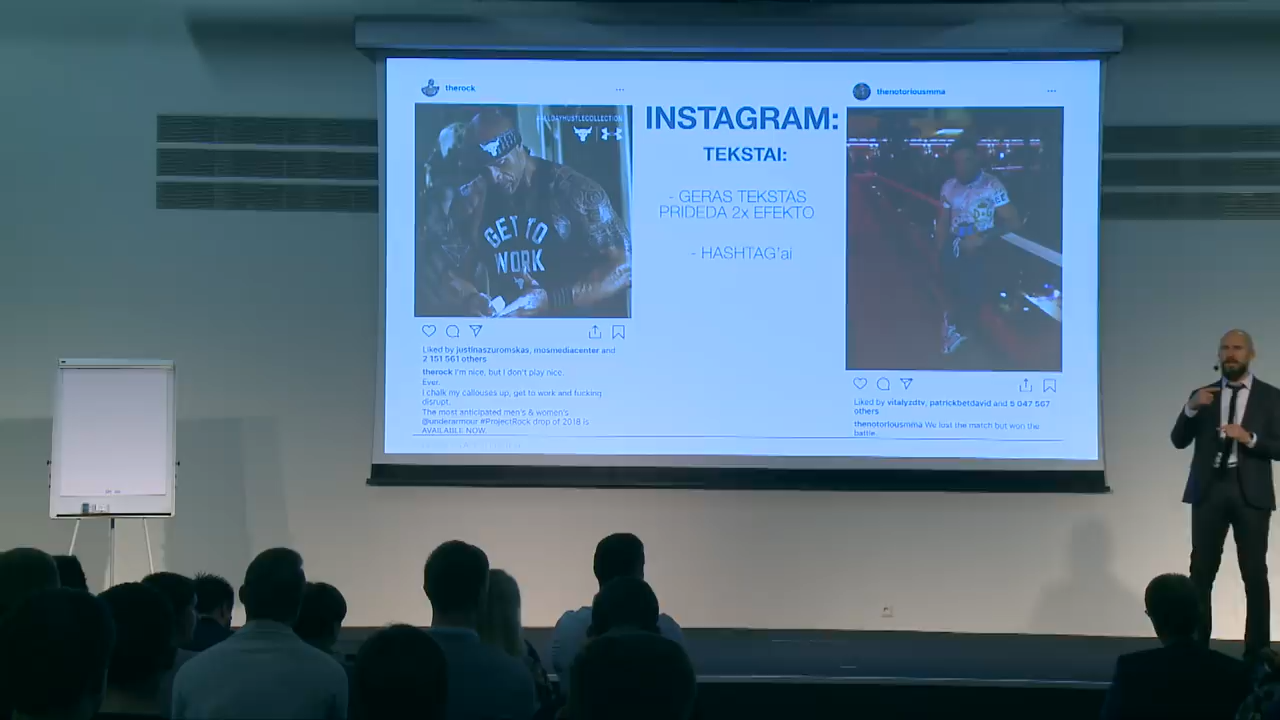 therock
GET TO
WORK
Liked by justinaszuromskas, mosmediacenter and
2 151 561 others
therock I'm nice, but I don't play nice.
Ever.
I chalk my callouses up, get to work and fucking
disrupt.
The most anticipated men's & women's
@underarmour #ProjectRock drop of 2018 is
AVAILABLE NOW.
INSTAGRAM:
TEKSTAI:
- GERAS TEKSTAS
PRIDEDA 2x EFEKTO
- HASHTAG'ai
thenotoriousmma
Liked by vitalyzdtv, patrickbetdavid and 5 047 567
others
thenotoriousmma We lost the match but won the
battle.